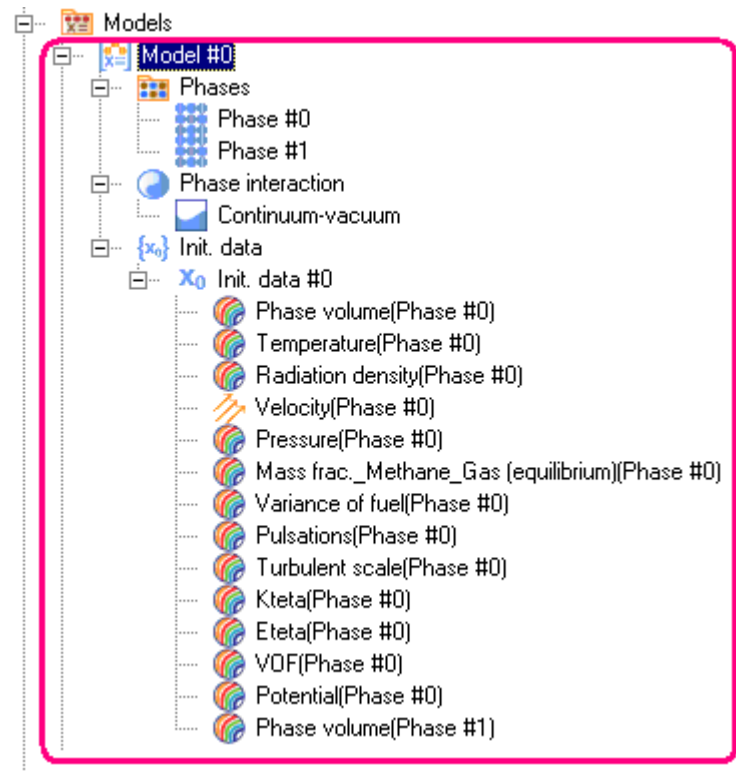 Models
Model #0
Phases
Phase #0
Phase #1
Phase interaction
Continuum-vacuum
{x₀} Init. data
X₀ Init. data #0
Phase volume(Phase #0)
Temperature(Phase #0)
Radiation density(Phase #0)
Velocity(Phase #0)
Pressure(Phase #0)
Mass frac._Methane_Gas (equilibrium)(Phase #0)
Variance of fuel(Phase #0)
Pulsations(Phase #0)
Turbulent scale(Phase #0)
Kteta(Phase #0)
Eteta(Phase #0)
VOF(Phase #0)
Potential(Phase #0)
Phase volume(Phase #1)